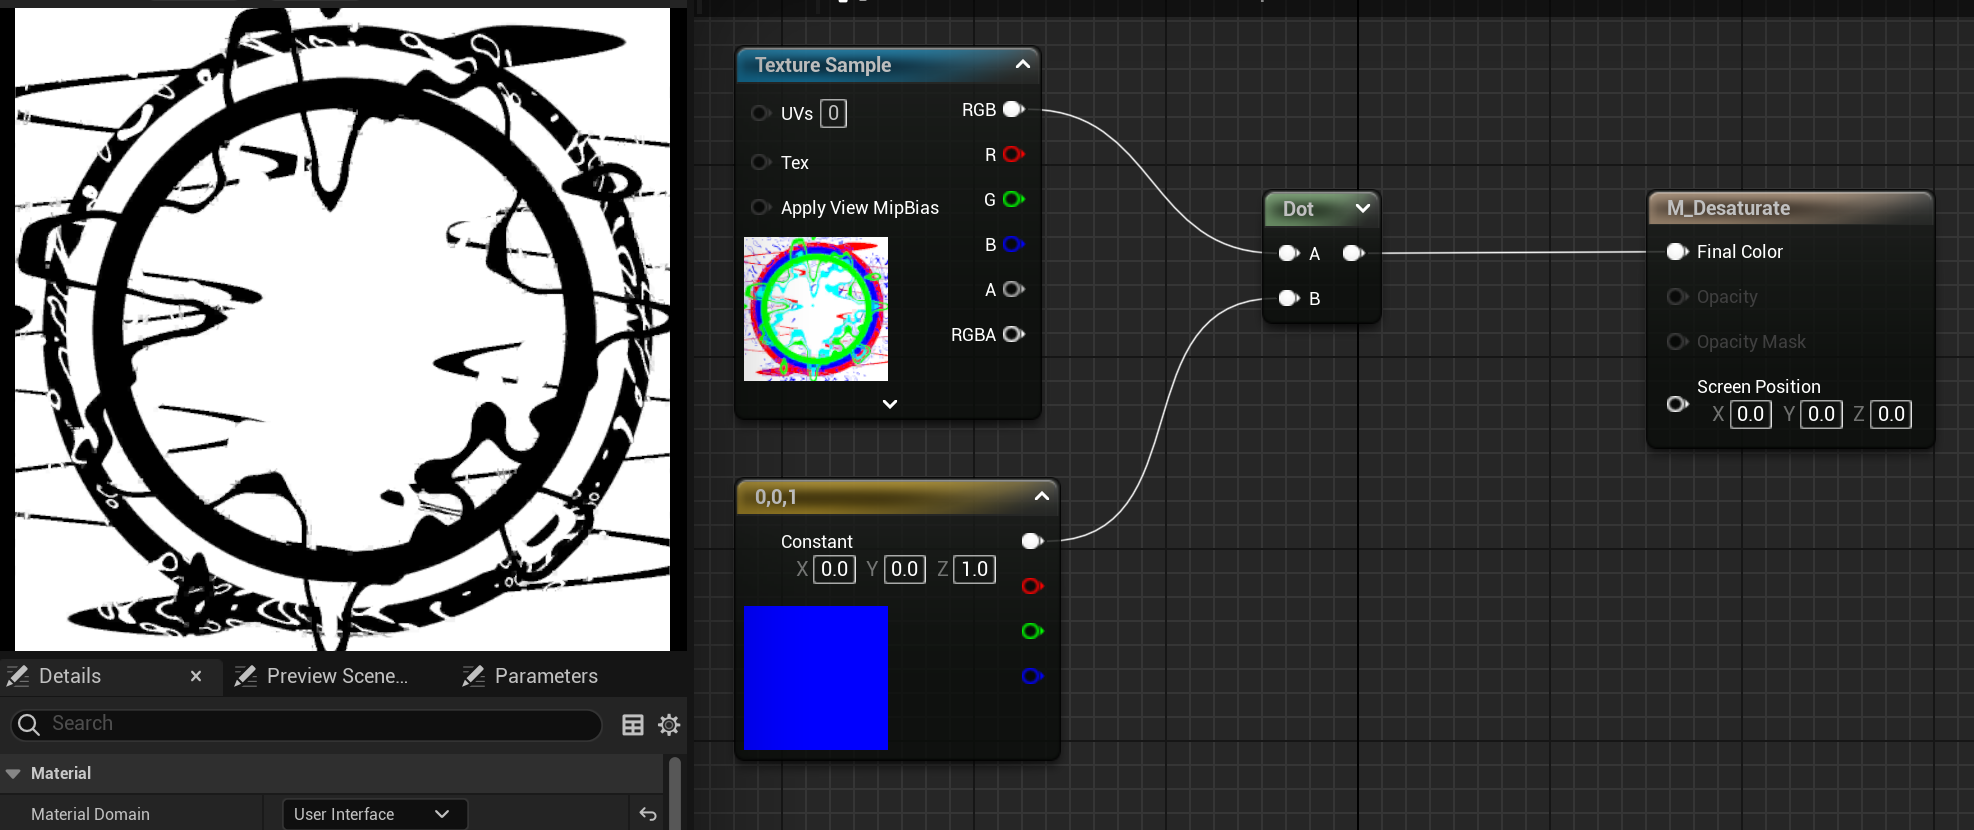 Texture Sample
UVs 0
RGB
Tex
R
Apply View MipBias
G
B
A
RGBA
Dot
A
B
M_Desaturate
Final Color
Opacity
Opacity Mask
Screen Position
X 0.0 Y 0.0 Z 0.0
0,0,1
Constant
X 0.0 Y 0.0 Z 1.0
Details
Preview Scene...
Parameters
Search
Material
Material Domain
User Interface